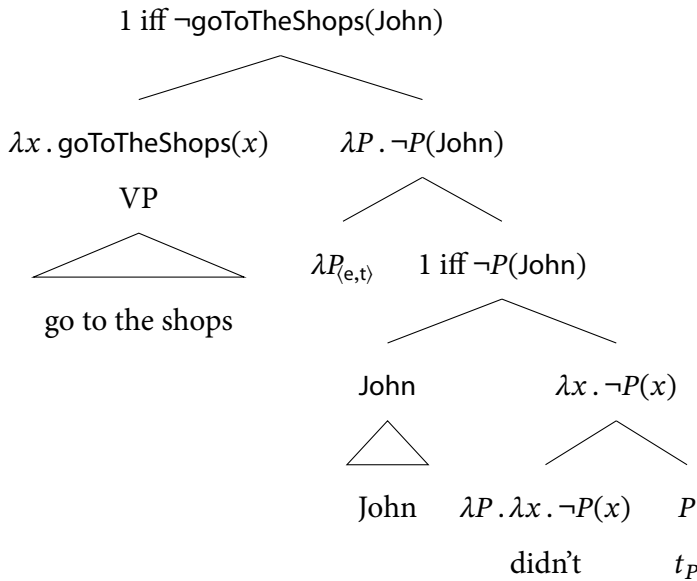 1 iff ¬goToTheShops(John)
λx . goToTheShops(x) λP . ¬P(John)
VP
λP⟨e,t⟩ 1 iff ¬P(John)
go to the shops
John λx . ¬P(x)
John λP . λx . ¬P(x) P
didn't tP